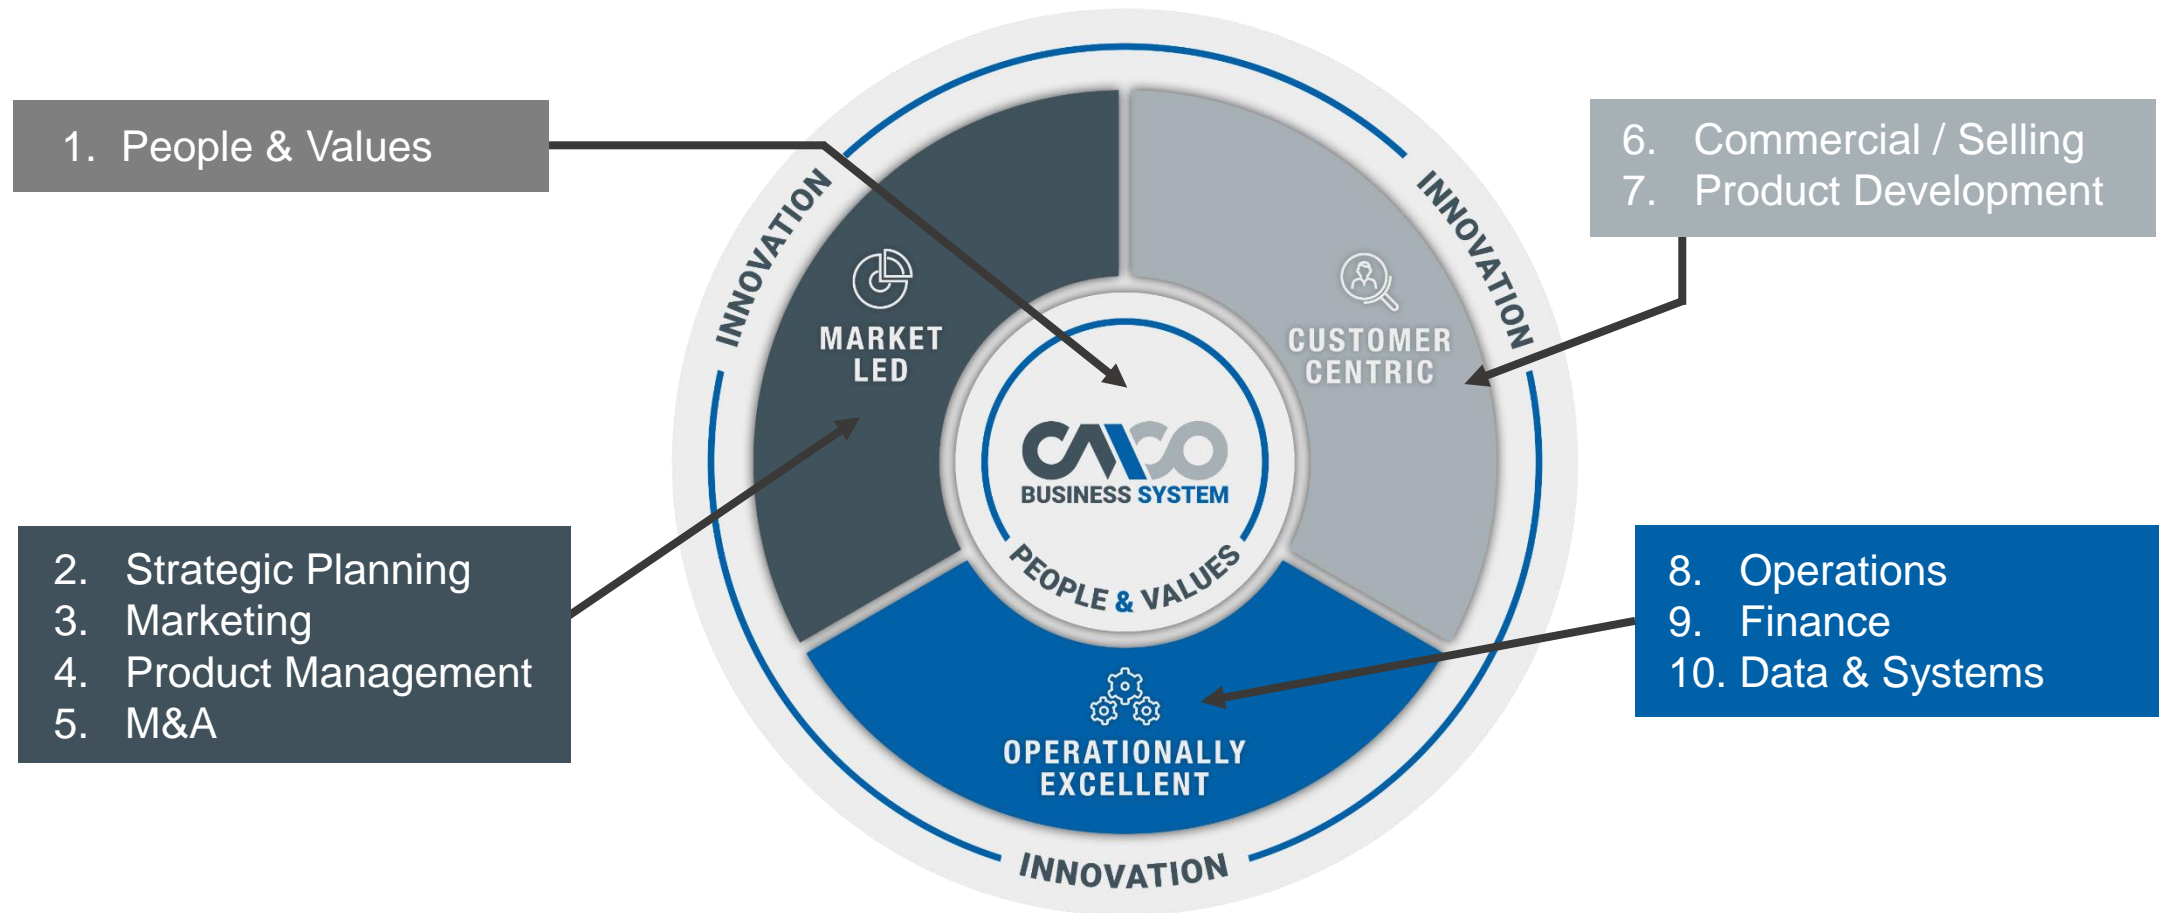 1. People & Values
6. Commercial / Selling
7. Product Development
INNOVATION
INNOVATION
MARKET
LED
CUSTOMER
CENTRIC
CMCO
BUSINESS SYSTEM
PEOPLE & VALUES
2. Strategic Planning
3. Marketing
4. Product Management
5. M&A
8. Operations
9. Finance
10. Data & Systems
OPERATIONALLY
EXCELLENT
INNOVATION